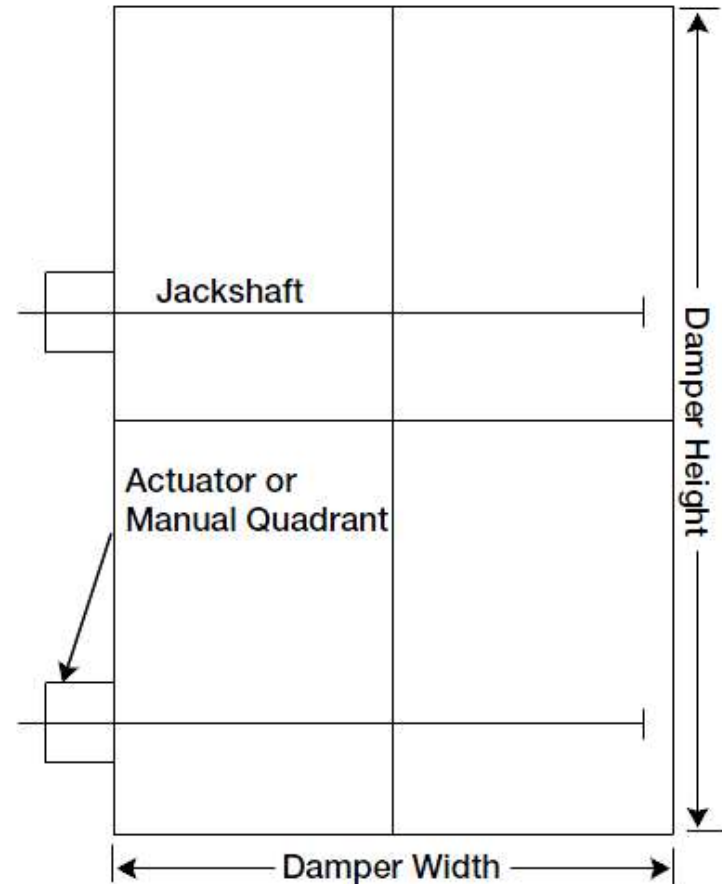 Jackshaft
Damper Height
Actuator or
Manual Quadrant
Damper Width